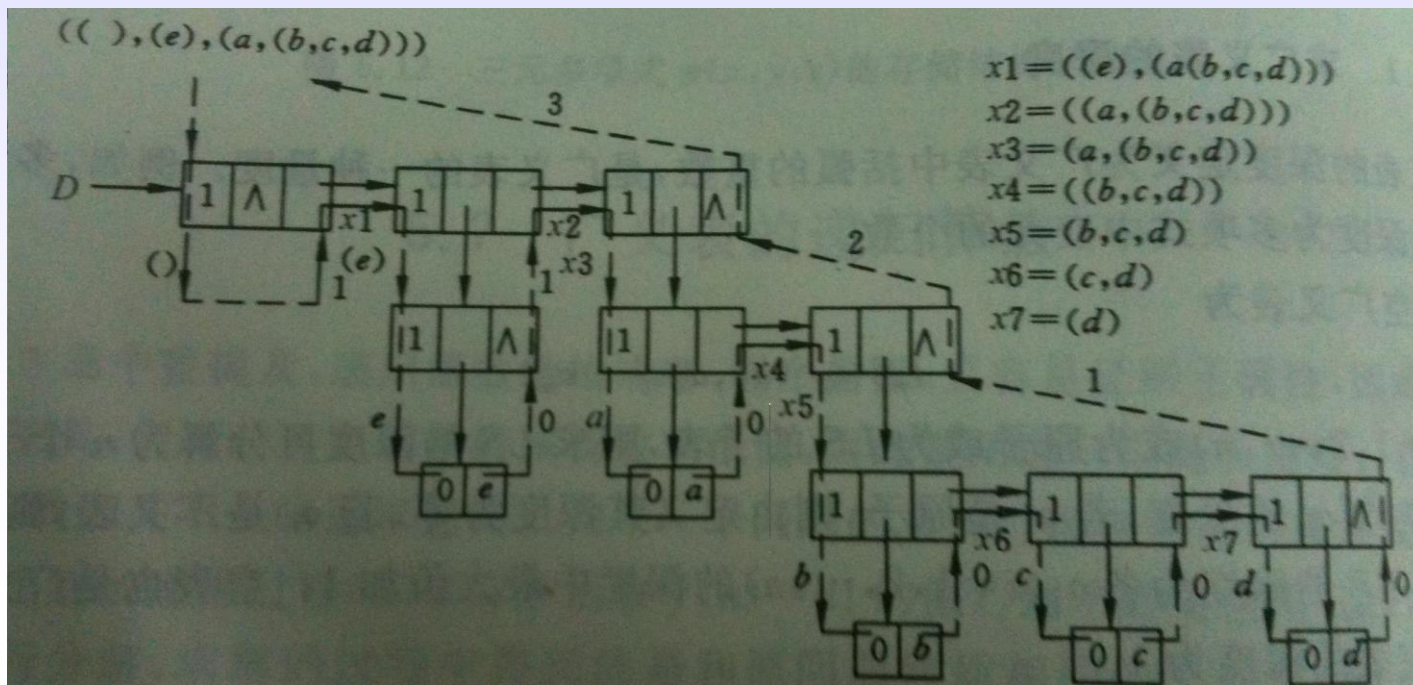 (( ),(e),(a,(b,c,d)))
x1=((e),(a(b,c,d)))
x2=((a,(b,c,d)))
x3=(a,(b,c,d))
x4=((b,c,d))
x5=(b,c,d)
x6=(c,d)
x7=(d)
3
D
1 ∧
x1
1
x2
1 ∧
()
1
(e)
1
x3
2
1 ∧
1
x4
1 ∧
e
0
a
0
x5
1
0 e
0 a
1
x6
1
x7
1 ∧
b
0
c
0
d
0
0 b
0 c
0 d